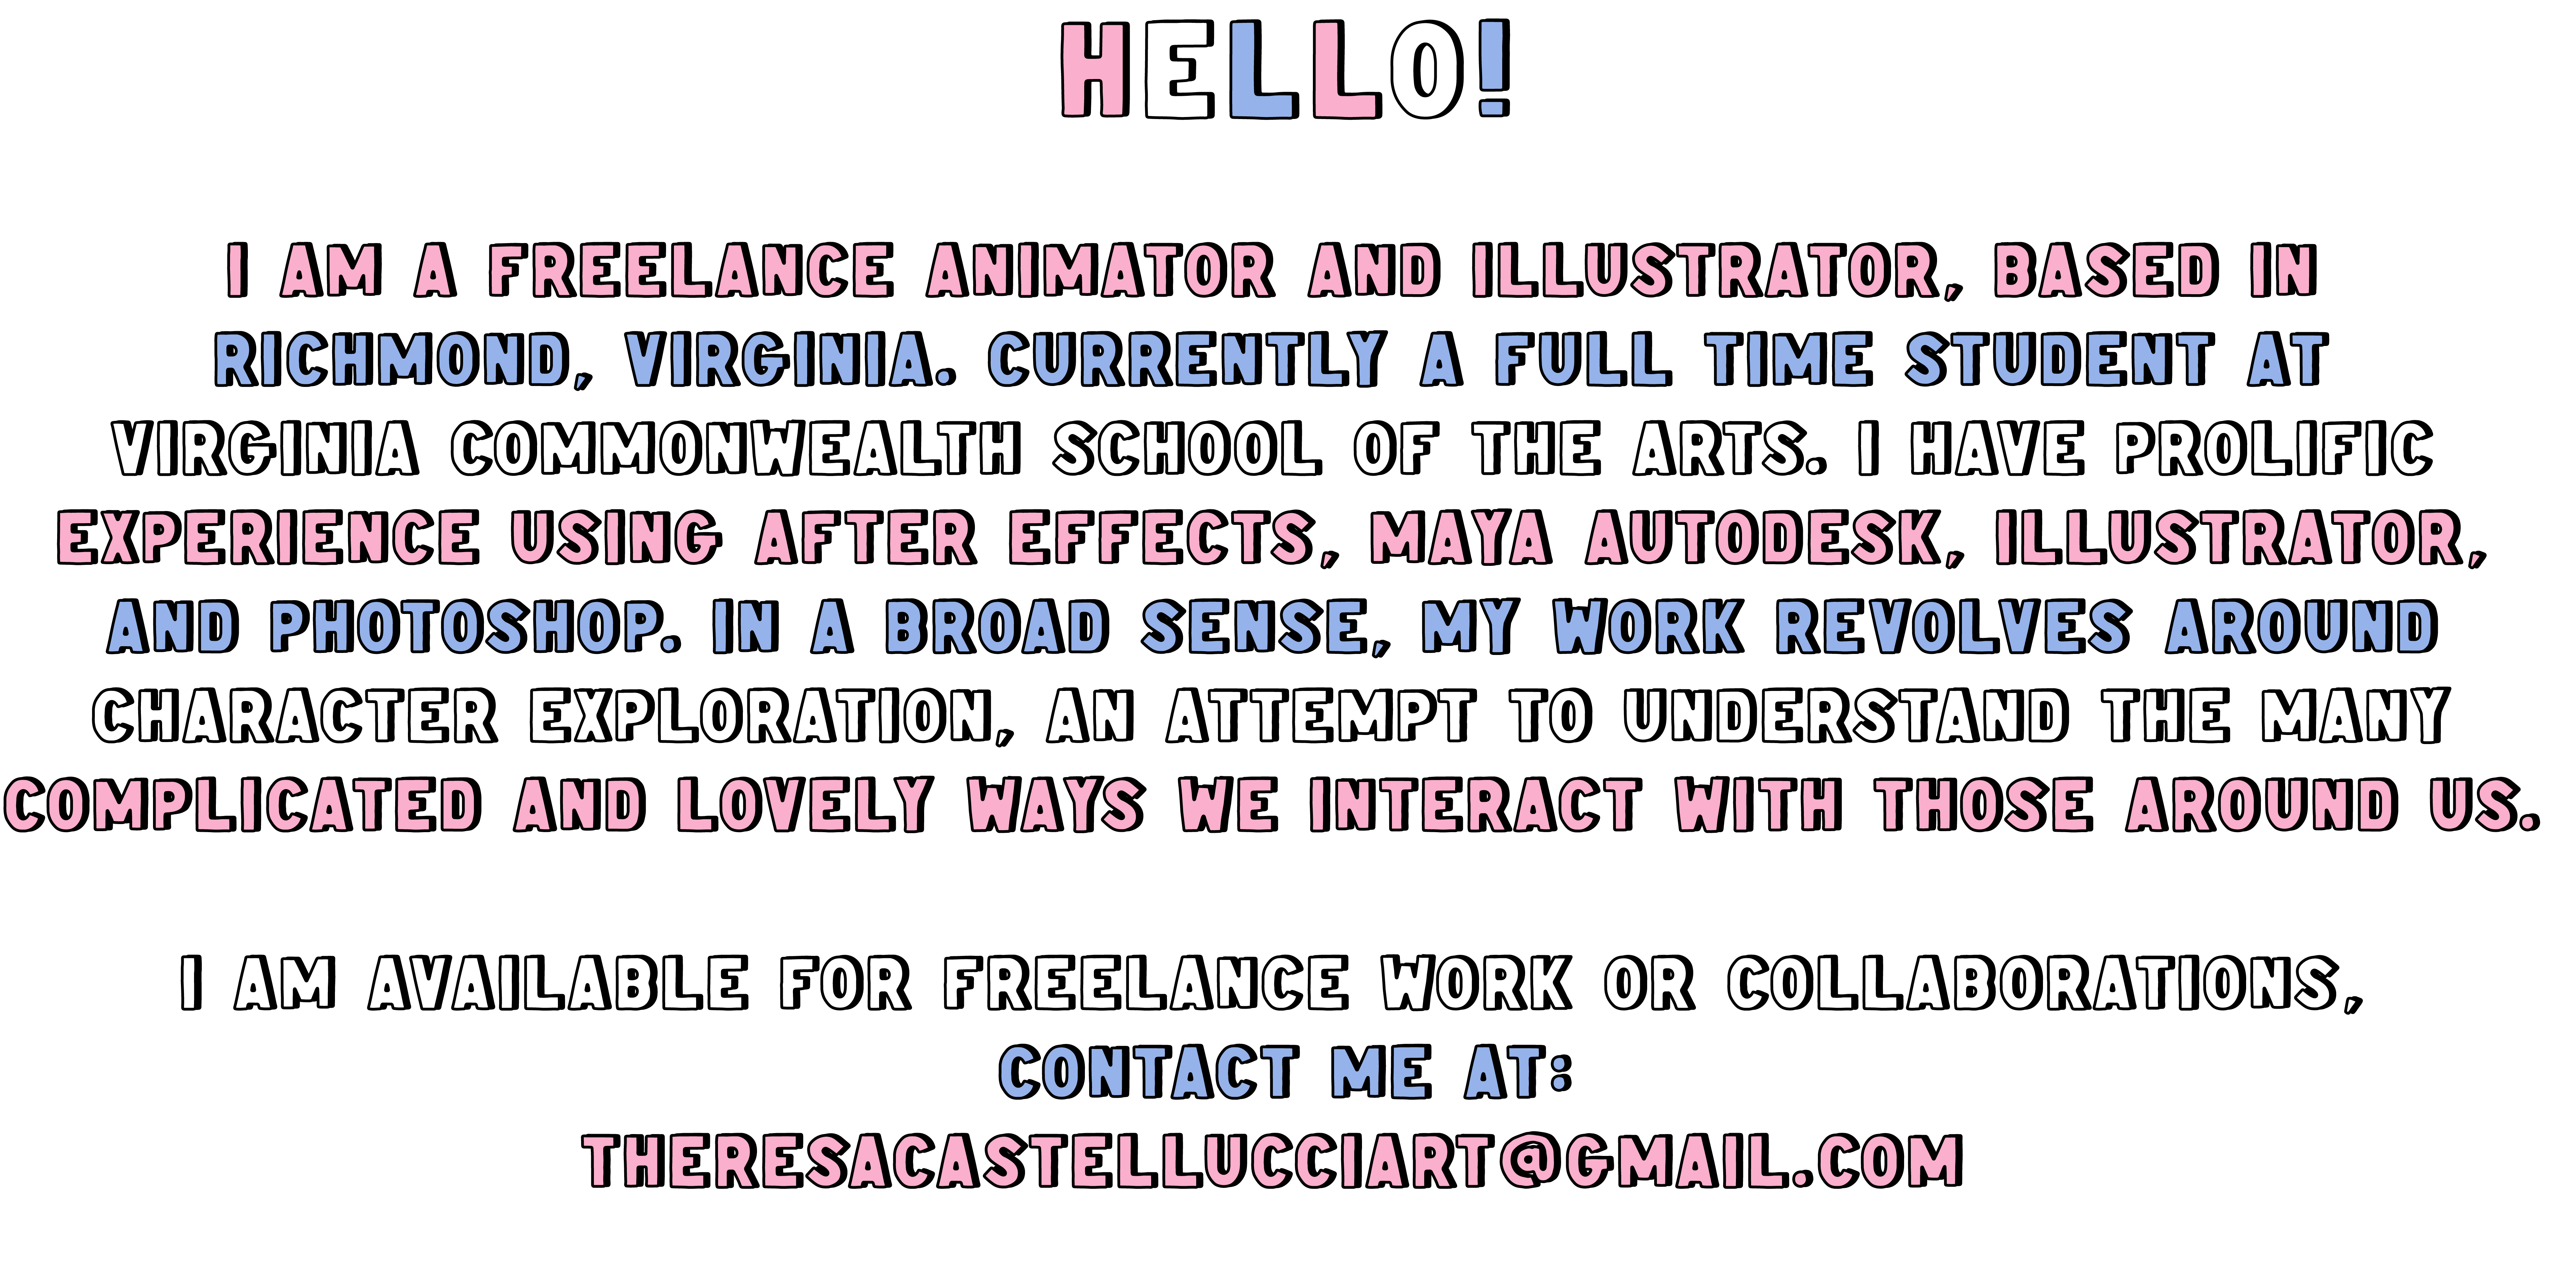 HELLO!
I AM A FREELANCE ANIMATOR AND ILLUSTRATOR, BASED IN
RICHMOND, VIRGINIA. CURRENTLY A FULL TIME STUDENT AT
VIRGINIA COMMONWEALTH SCHOOL OF THE ARTS. I HAVE PROLIFIC
EXPERIENCE USING AFTER EFFECTS, MAYA AUTODESK, ILLUSTRATOR,
AND PHOTOSHOP. IN A BROAD SENSE, MY WORK REVOLVES AROUND
CHARACTER EXPLORATION, AN ATTEMPT TO UNDERSTAND THE MANY
COMPLICATED AND LOVELY WAYS WE INTERACT WITH THOSE AROUND US.
I AM AVAILABLE FOR FREELANCE WORK OR COLLABORATIONS,
CONTACT ME AT:
THERESACASTELLUCCIART@GMAIL.COM